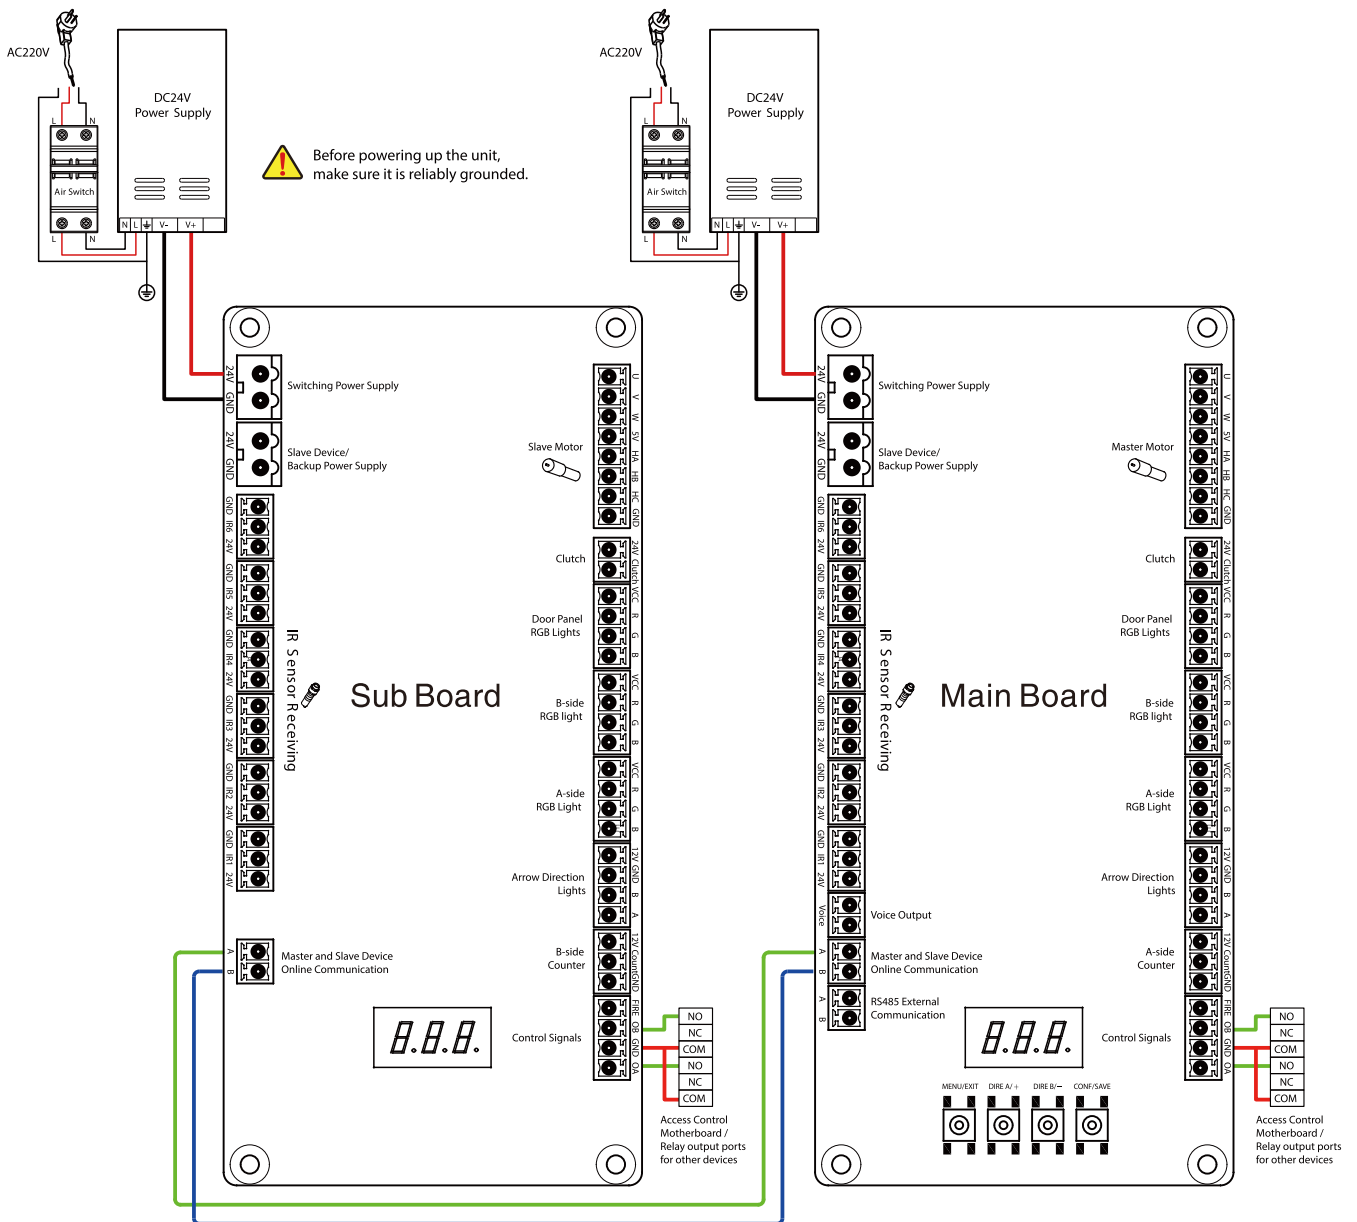 AC220V
DC24V
Power Supply
L
N
Air Switch
L
N
N
L
V-
V+
Before powering up the unit,
make sure it is reliably grounded.
AC220V
DC24V
Power Supply
L
N
Air Switch
L
N
N
L
V-
V+
24V
GND
Switching Power Supply
24V
GND
Slave Device/
Backup Power Supply
GND
IR6
24V
GND
IR5
24V
GND
IR4
24V
GND
IR3
24V
GND
IR2
24V
GND
IR1
24V
IR Sensor Receiving
Sub Board
A
B
Master and Slave Device
Online Communication
8.8.8.
Slave Motor
U
V
W
5V
HA
HB
HC
GND
Clutch
24V
Clutch
Door Panel
RGB Lights
VCC
R
G
B
B-side
RGB light
VCC
R
G
B
A-side
RGB Light
VCC
R
G
B
Arrow Direction
Lights
12V
GND
B
A
B-side
Counter
12V
Count
GND
Control Signals
FIRE
OB
GND
OA
NO
NC
COM
NO
NC
COM
Access Control
Motherboard /
Relay output ports
for other devices
24V
GND
Switching Power Supply
24V
GND
Slave Device/
Backup Power Supply
GND
IR6
24V
GND
IR5
24V
GND
IR4
24V
GND
IR3
24V
GND
IR2
24V
GND
IR1
24V
IR Sensor Receiving
Main Board
Voice
Voice Output
A
B
Master and Slave Device
Online Communication
A
B
RS485 External
Communication
8.8.8.
MENU/EXIT
DIRE A/ +
DIRE B/−
CONF/SAVE
Master Motor
U
V
W
5V
HA
HB
HC
GND
Clutch
24V
Clutch
Door Panel
RGB Lights
VCC
R
G
B
B-side
RGB light
VCC
R
G
B
A-side
RGB Light
VCC
R
G
B
Arrow Direction
Lights
12V
GND
B
A
A-side
Counter
12V
Count
GND
Control Signals
FIRE
OB
GND
OA
NO
NC
COM
NO
NC
COM
Access Control
Motherboard /
Relay output ports
for other devices